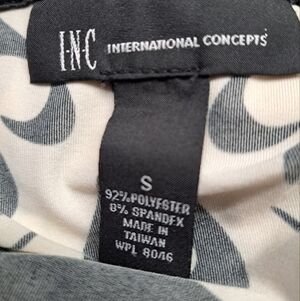 I·N·C INTERNATIONAL CONCEPTS®
S
92% POLYESTER
8% SPANDEX
MADE IN
TAIWAN
WPL 8046